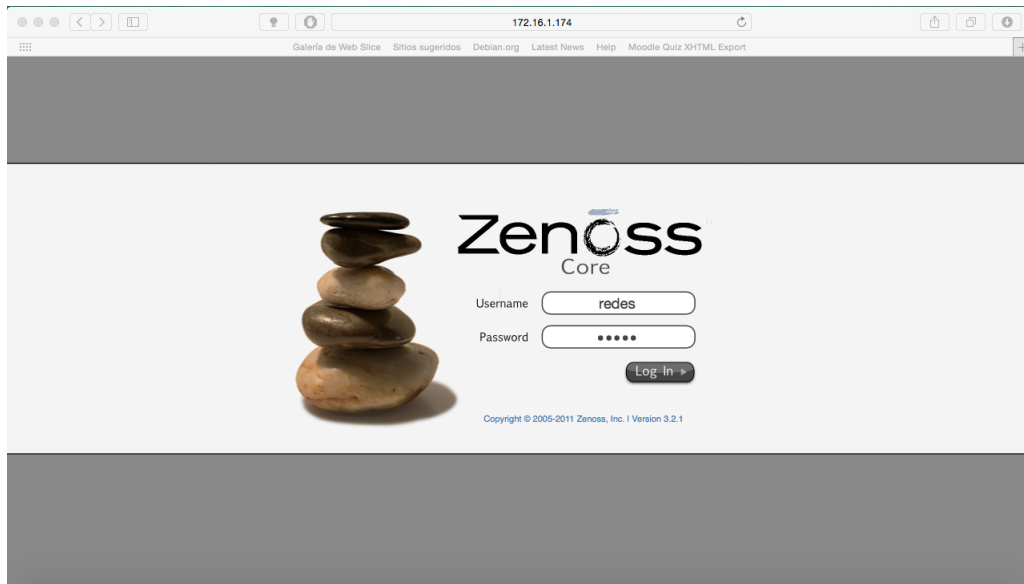 172.16.1.174
Galería de Web Slice Sitios sugeridos Debian.org Latest News Help Moodle Quiz XHTML Export
Zenōss
Core
Username redes
Password •••••
Log In
Copyright © 2005-2011 Zenoss, Inc. | Version 3.2.1